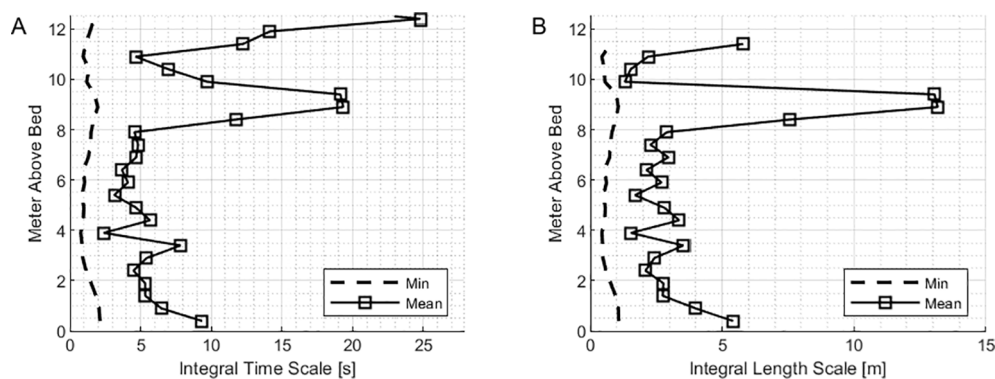 A
12
10
8
6
4
2
0
Meter Above Bed
0 5 10 15 20 25
Integral Time Scale [s]
Min
Mean
B
12
10
8
6
4
2
0
Meter Above Bed
0 5 10 15
Integral Length Scale [m]
Min
Mean